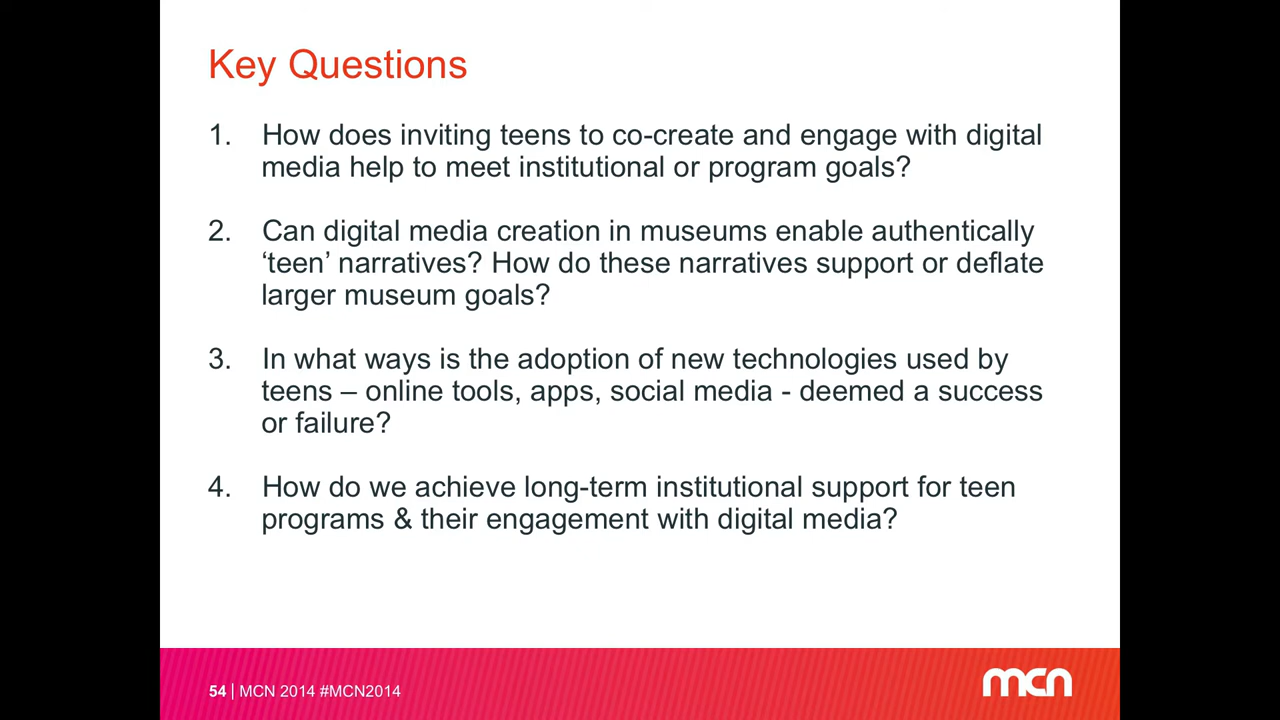 Key Questions
1. How does inviting teens to co-create and engage with digital
media help to meet institutional or program goals?
2. Can digital media creation in museums enable authentically
‘teen’ narratives? How do these narratives support or deflate
larger museum goals?
3. In what ways is the adoption of new technologies used by
teens – online tools, apps, social media - deemed a success
or failure?
4. How do we achieve long-term institutional support for teen
programs & their engagement with digital media?
54 | MCN 2014 #MCN2014
mcn